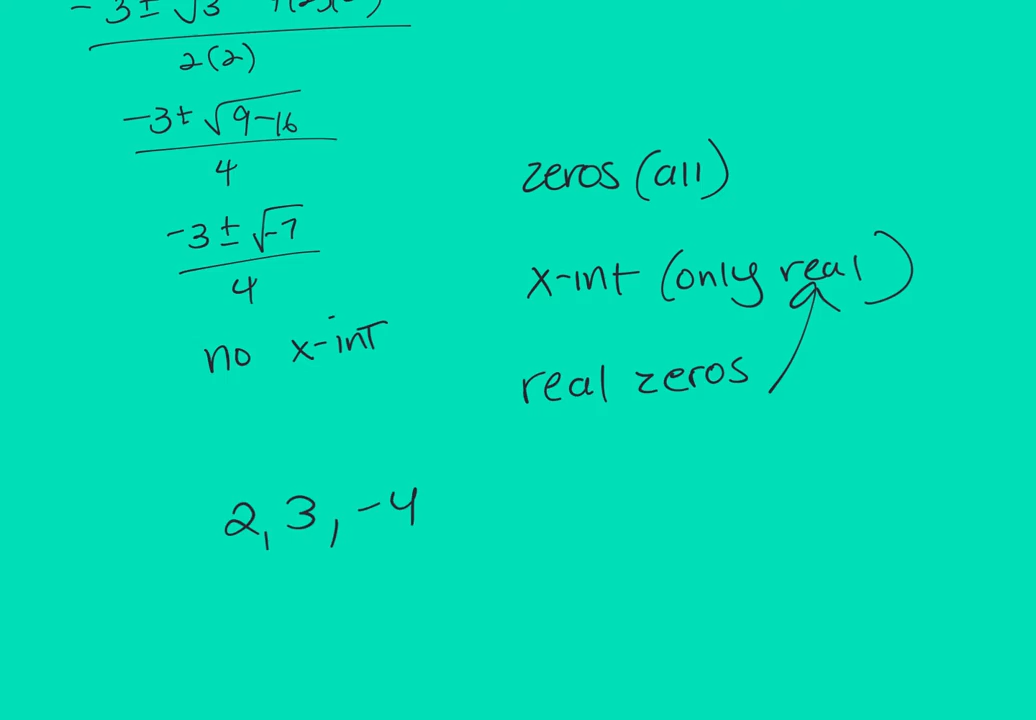 2(2)
-3 ± √9-16
4
-3 ± √-7
4
no x-int
2, 3, -4
zeros (all)
x-int (only real)
real zeros